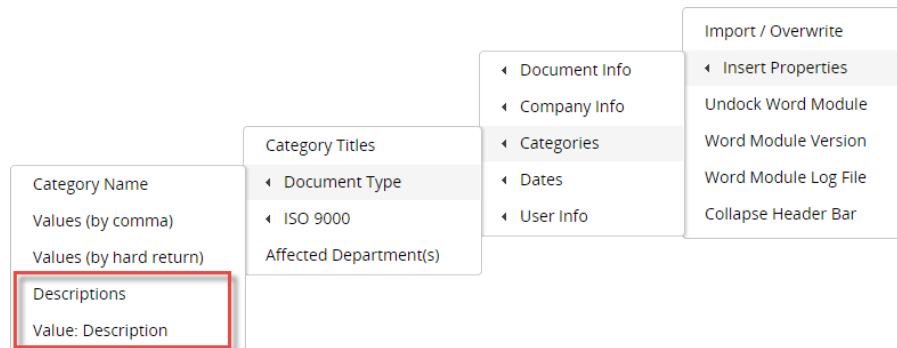 Import / Overwrite
Insert Properties
Undock Word Module
Word Module Version
Word Module Log File
Collapse Header Bar
Document Info
Company Info
Categories
Dates
User Info
Category Titles
Document Type
ISO 9000
Affected Department(s)
Category Name
Values (by comma)
Values (by hard return)
Descriptions
Value: Description